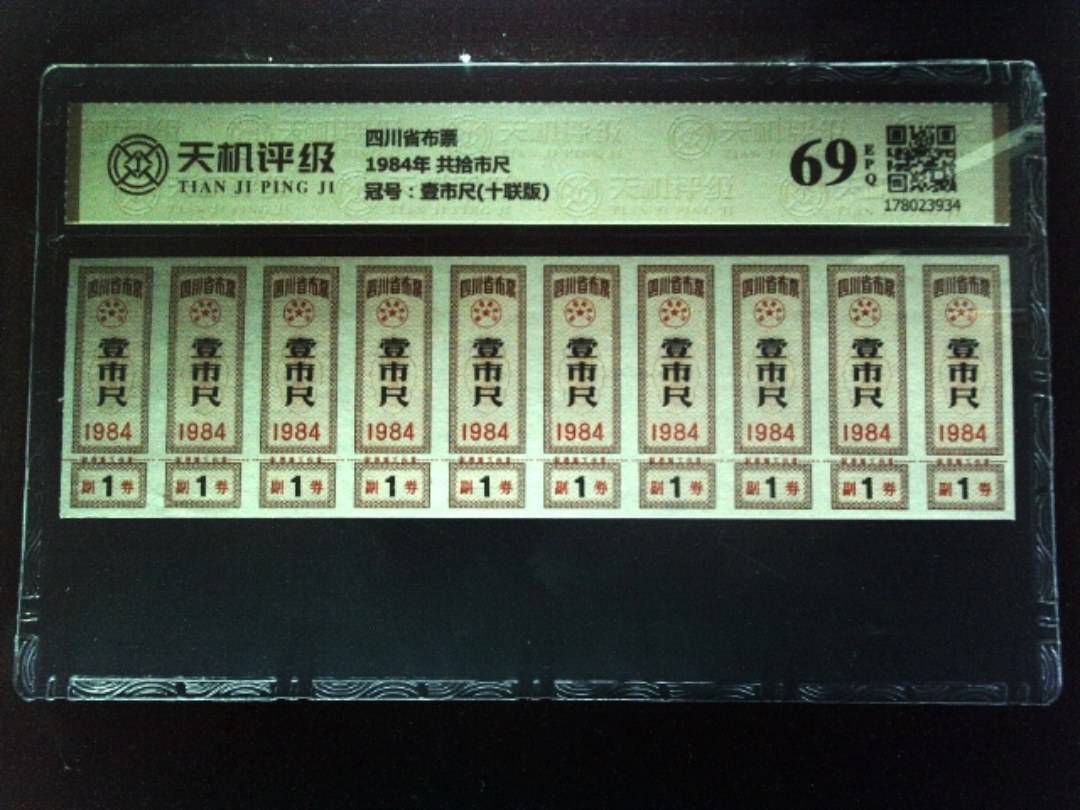 天机评级
TIAN JI PING JI
四川省布票
1984年 共拾市尺
冠号：壹市尺(十联版)
69
EPQ
178023934
四川省布票 四川省布票 四川省布票 四川省布票 四川省布票 四川省布票 四川省布票 四川省布票 四川省布票 四川省布票
壹市尺 壹市尺 壹市尺 壹市尺 壹市尺 壹市尺 壹市尺 壹市尺 壹市尺 壹市尺
1984 1984 1984 1984 1984 1984 1984 1984 1984 1984
副1券 副1券 副1券 副1券 副1券 副1券 副1券 副1券 副1券 副1券